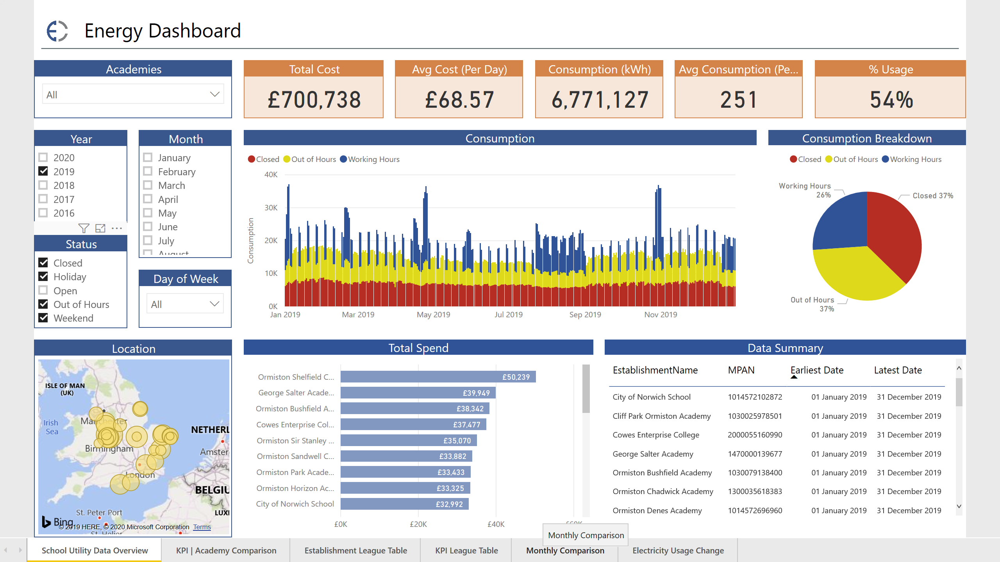 Energy Dashboard
Academies
All
Total Cost
£700,738
Avg Cost (Per Day)
£68.57
Consumption (kWh)
6,771,127
Avg Consumption (Pe...
251
% Usage
54%
Year
2020
2019
2018
2017
2016
Month
January
February
March
April
May
June
July
August
Status
Closed
Holiday
Open
Out of Hours
Weekend
Day of Week
All
Consumption
Closed Out of Hours Working Hours
Consumption
40K
30K
20K
10K
0K
Jan 2019 Mar 2019 May 2019 Jul 2019 Sep 2019 Nov 2019
Consumption Breakdown
Closed Out of Hours Working Hours
Working Hours
26%
Closed 37%
Out of Hours
37%
Location
ISLE OF MAN
(UK)
Irish
Sea
Manchester
Birmingham
London
NETHERL
Amster
BELGIU
LUX
St. Peter Port
St. Helier
Bing
© 2019 HERE, © 2020 Microsoft Corporation Terms
Total Spend
Ormiston Shelfield C... £50,239
George Salter Acade... £39,949
Ormiston Bushfield A... £38,342
Cowes Enterprise Col... £37,477
Ormiston Sir Stanley ... £35,070
Ormiston Sandwell C... £33,882
Ormiston Park Acade... £33,433
Ormiston Horizon Ac... £33,325
City of Norwich School £32,992
£0K £20K £40K £60K
Data Summary
EstablishmentName MPAN Earliest Date Latest Date
City of Norwich School 1014572102872 01 January 2019 31 December 2019
Cliff Park Ormiston Academy 1030025978501 01 January 2019 31 December 2019
Cowes Enterprise College 2000055160990 01 January 2019 31 December 2019
George Salter Academy 1470000139677 01 January 2019 31 December 2019
Ormiston Bushfield Academy 1030079138400 01 January 2019 31 December 2019
Ormiston Chadwick Academy 1300035618383 01 January 2019 31 December 2019
Ormiston Denes Academy 1014572696960 01 January 2019 31 December 2019
Monthly Comparison
School Utility Data Overview KPI | Academy Comparison Establishment League Table KPI League Table Monthly Comparison Electricity Usage Change